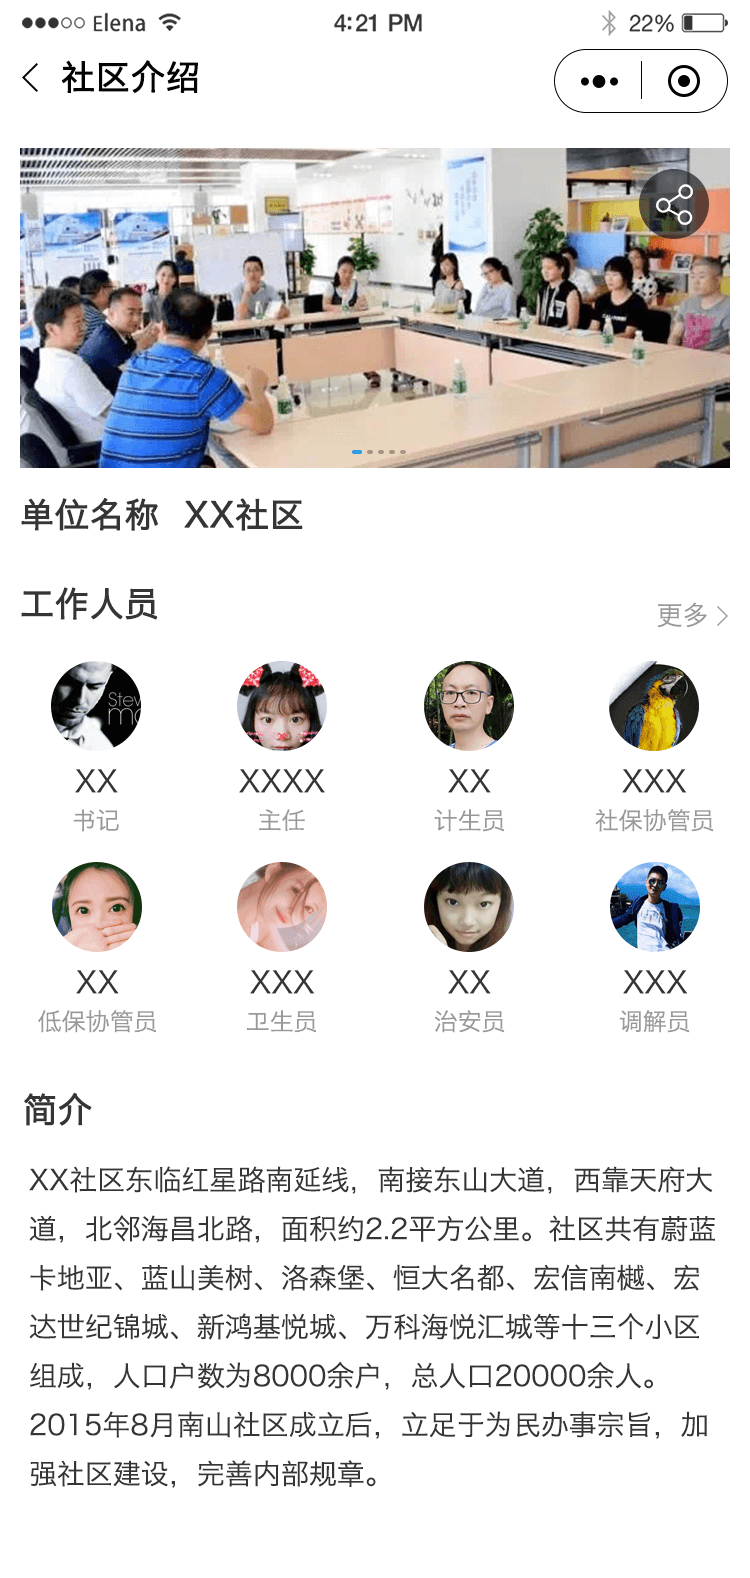 Elena
4:21 PM
22%
社区介绍
单位名称 XX社区
工作人员
更多
XX
XXXX
XX
XXX
书记
主任
计生员
社保协管员
XX
XXX
XX
XXX
低保协管员
卫生员
治安员
调解员
简介
XX社区东临红星路南延线，南接东山大道，西靠天府大
道，北邻海昌北路，面积约2.2平方公里。社区共有蔚蓝
卡地亚、蓝山美树、洛森堡、恒大名都、宏信南樾、宏
达世纪锦城、新鸿基悦城、万科海悦汇城等十三个小区
组成，人口户数为8000余户，总人口20000余人。
2015年8月南山社区成立后，立足于为民办事宗旨，加
强社区建设，完善内部规章。